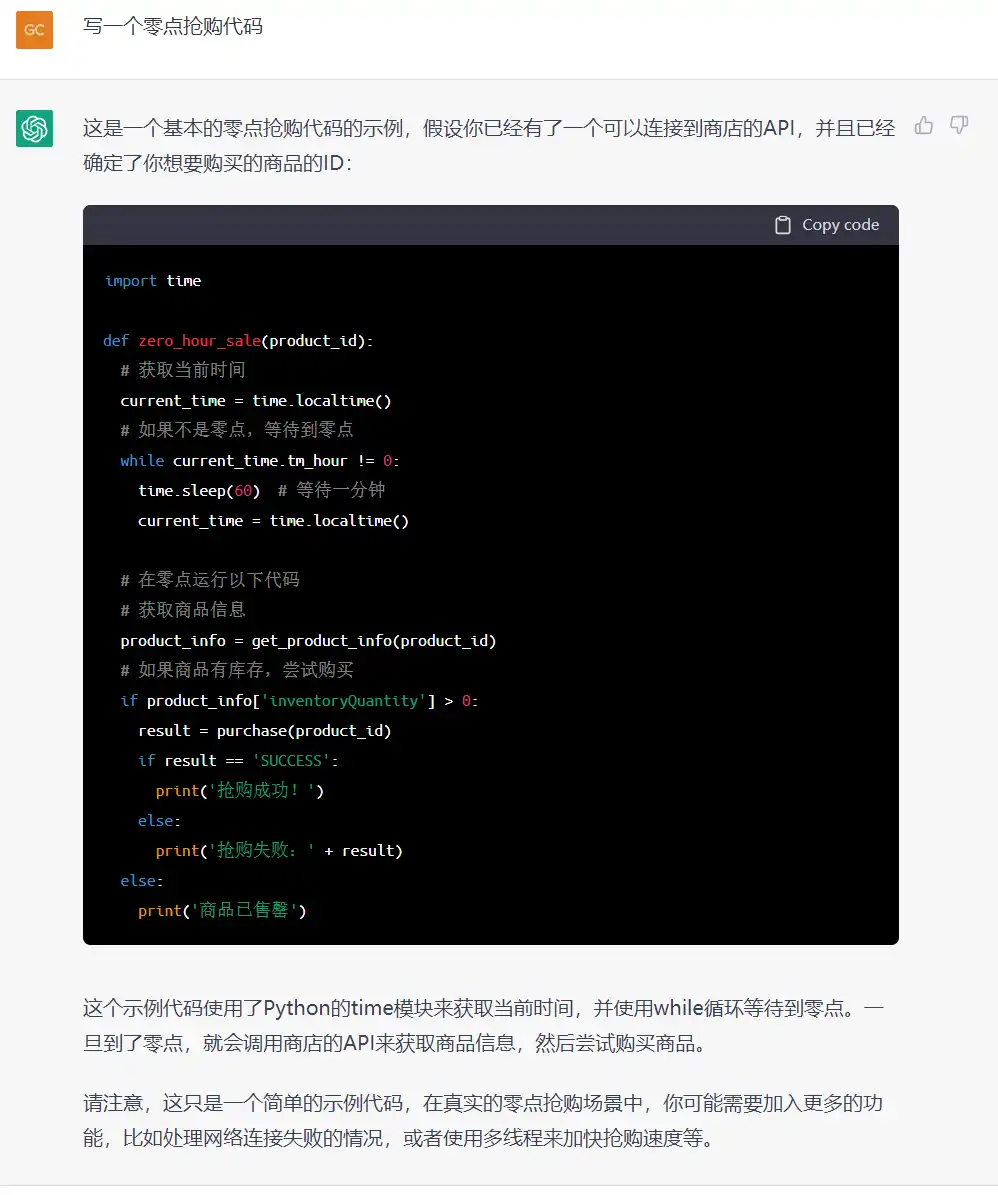 GC
写一个零点抢购代码
这是一个基本的零点抢购代码的示例，假设你已经有了一个可以连接到商店的API，并且已经
确定了你想要购买的商品的ID：
Copy code
import time
def zero_hour_sale(product_id):
  # 获取当前时间
  current_time = time.localtime()
  # 如果不是零点，等待到零点
  while current_time.tm_hour != 0:
    time.sleep(60)  # 等待一分钟
    current_time = time.localtime()
  # 在零点运行以下代码
  # 获取商品信息
  product_info = get_product_info(product_id)
  # 如果商品有库存，尝试购买
  if product_info['inventoryQuantity'] > 0:
    result = purchase(product_id)
    if result == 'SUCCESS':
      print('抢购成功！')
    else:
      print('抢购失败：' + result)
  else:
    print('商品已售罄')
这个示例代码使用了Python的time模块来获取当前时间，并使用while循环等待到零点。一
旦到了零点，就会调用商店的API来获取商品信息，然后尝试购买商品。
请注意，这只是一个简单的示例代码，在真实的零点抢购场景中，你可能需要加入更多的功
能，比如处理网络连接失败的情况，或者使用多线程来加快抢购速度等。